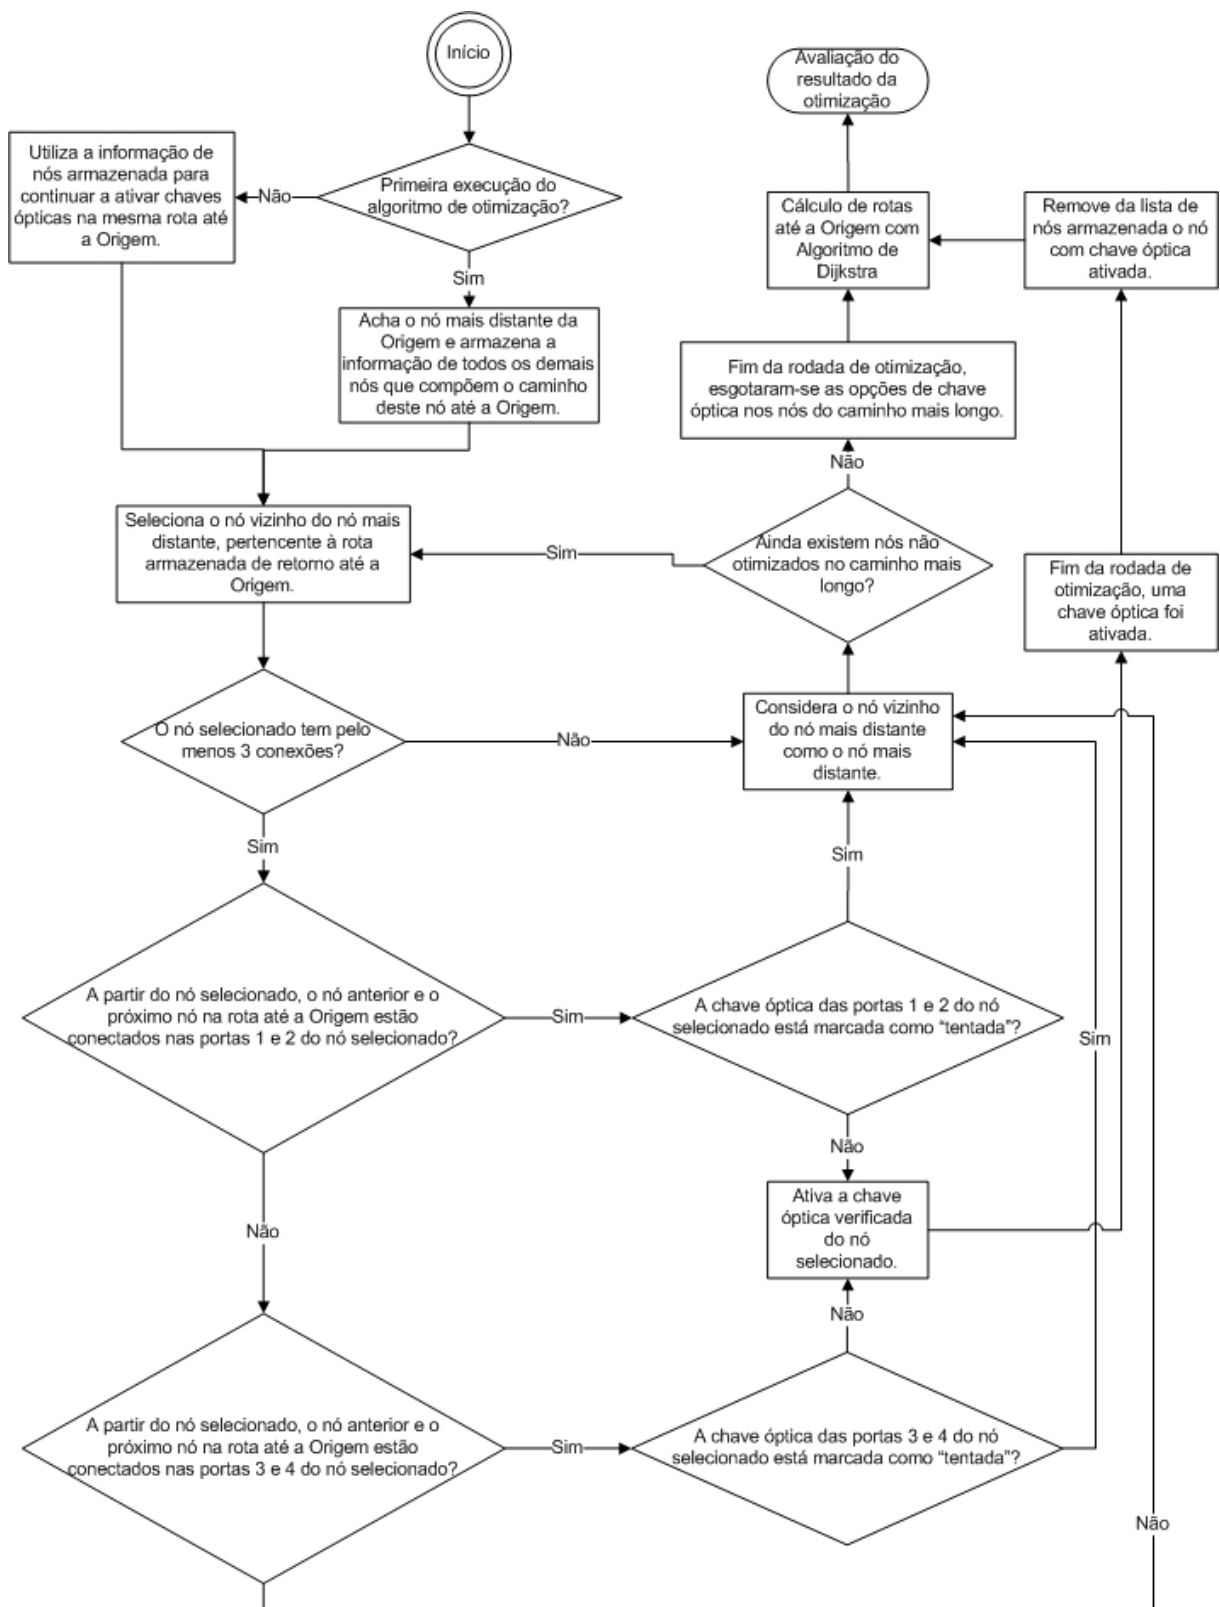 Início
Primeira execução do
algoritmo de otimização?
Não
Utiliza a informação de
nós armazenada para
continuar a ativar chaves
ópticas na mesma rota até
a Origem.
Sim
Acha o nó mais distante da
Origem e armazena a
informação de todos os demais
nós que compõem o caminho
deste nó até a Origem.
Seleciona o nó vizinho do nó mais
distante, pertencente à rota
armazenada de retorno até a
Origem.
O nó selecionado tem pelo
menos 3 conexões?
Não
Sim
A partir do nó selecionado, o nó anterior e o
próximo nó na rota até a Origem estão
conectados nas portas 1 e 2 do nó selecionado?
Sim
Não
A partir do nó selecionado, o nó anterior e o
próximo nó na rota até a Origem estão
conectados nas portas 3 e 4 do nó selecionado?
Sim
Avaliação do
resultado da
otimização
Cálculo de rotas
até a Origem com
Algoritmo de
Dijkstra
Remove da lista de
nós armazenada o nó
com chave óptica
ativada.
Fim da rodada de otimização,
esgotaram-se as opções de chave
óptica nos nós do caminho mais longo.
Não
Ainda existem nós não
otimizados no caminho mais
longo?
Sim
Fim da rodada de
otimização, uma
chave óptica foi
ativada.
Considera o nó vizinho
do nó mais distante
como o nó mais
distante.
Sim
A chave óptica das portas 1 e 2 do nó
selecionado está marcada como “tentada”?
Não
Sim
Ativa a chave
óptica verificada
do nó
selecionado.
Não
A chave óptica das portas 3 e 4 do nó
selecionado está marcada como “tentada”?
Não